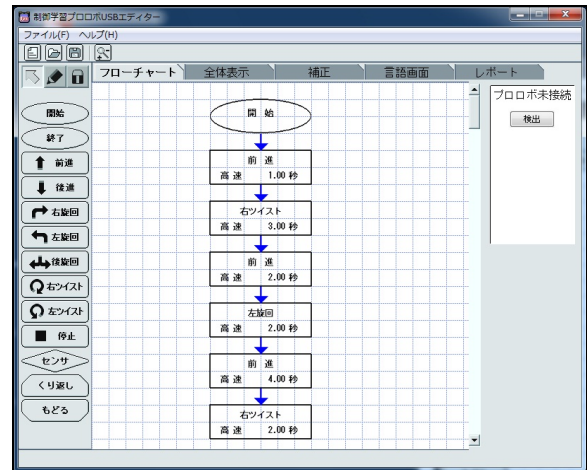 制御学習プロロボUSBエディター
ファイル(F) ヘルプ(H)
フローチャート 全体表示 補正 言語画面 レポート
開始
終了
前進
後進
右旋回
左旋回
後旋回
右ツイスト
左ツイスト
停止
センサ
くり返し
もどる
開 始
前 進
高 速 1.00 秒
右ツイスト
高 速 3.00 秒
前 進
高 速 2.00 秒
左旋回
高 速 2.00 秒
前 進
高 速 4.00 秒
右ツイスト
高 速 2.00 秒
プロロボ未接続
検出